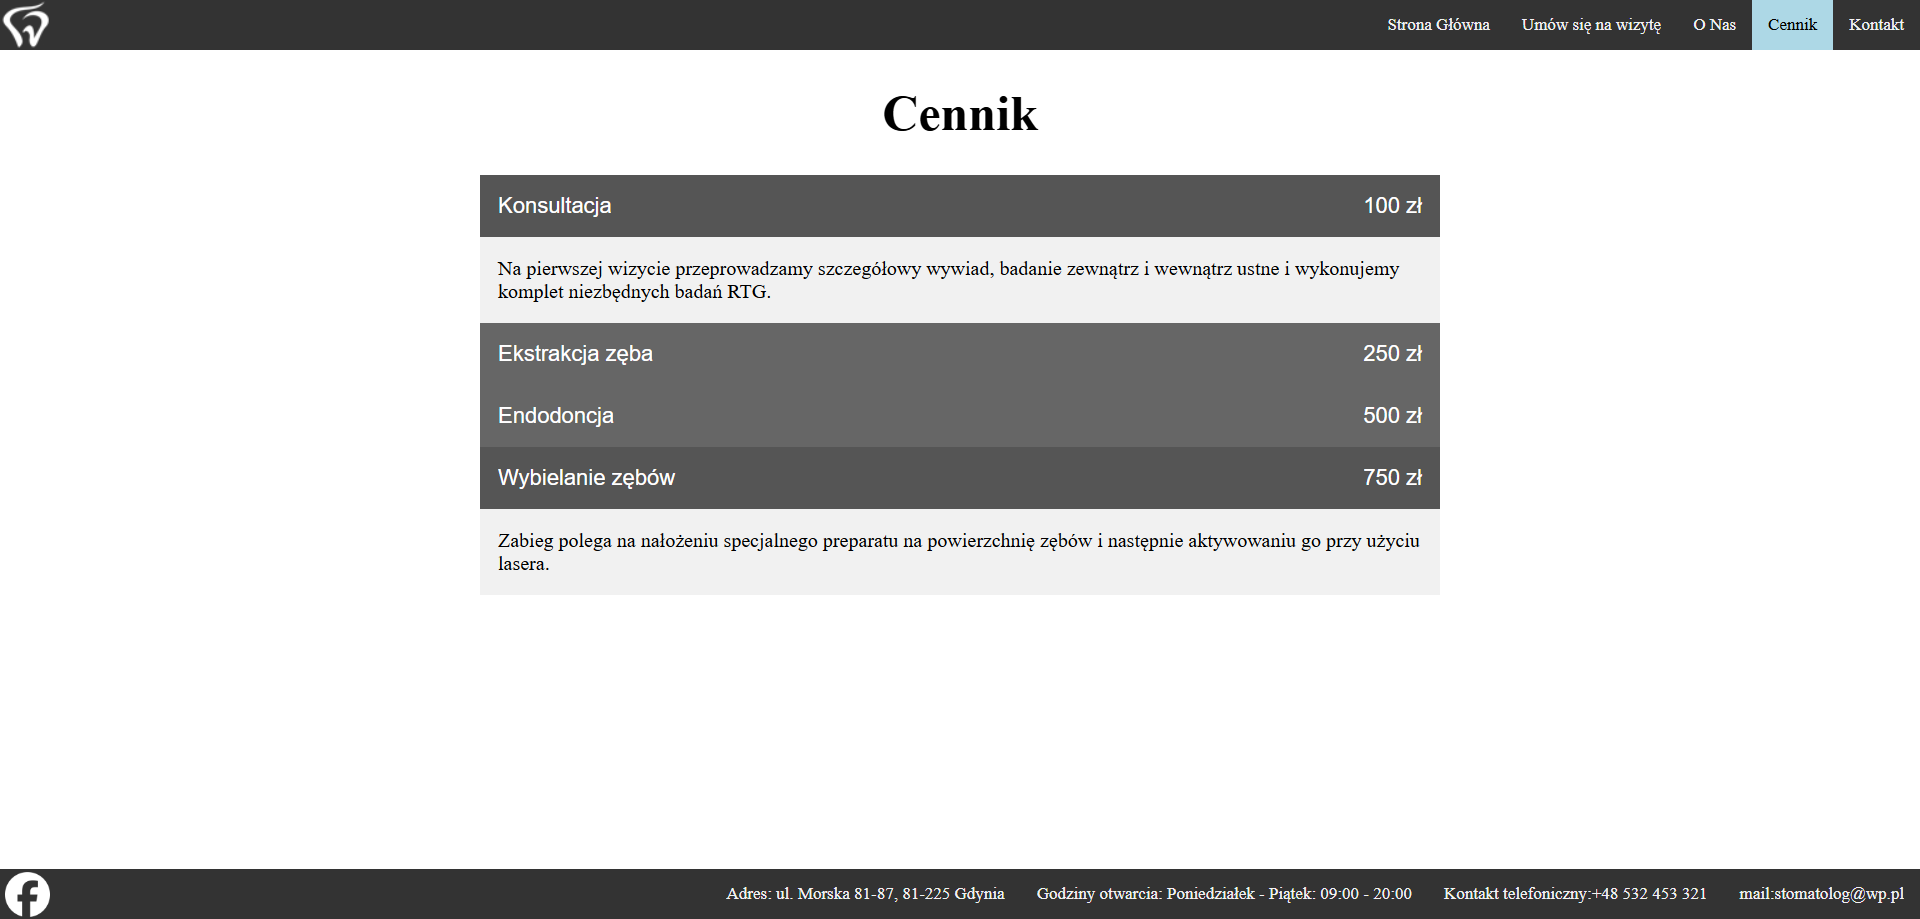 Strona Główna Umów się na wizytę O Nas Cennik Kontakt
Cennik
Konsultacja 100 zł
Na pierwszej wizycie przeprowadzamy szczegółowy wywiad, badanie zewnątrz i wewnątrz ustne i wykonujemy
komplet niezbędnych badań RTG.
Ekstrakcja zęba 250 zł
Endodoncja 500 zł
Wybielanie zębów 750 zł
Zabieg polega na nałożeniu specjalnego preparatu na powierzchnię zębów i następnie aktywowaniu go przy użyciu
lasera.
Adres: ul. Morska 81-87, 81-225 Gdynia Godziny otwarcia: Poniedziałek - Piątek: 09:00 - 20:00 Kontakt telefoniczny:+48 532 453 321 mail:stomatolog@wp.pl